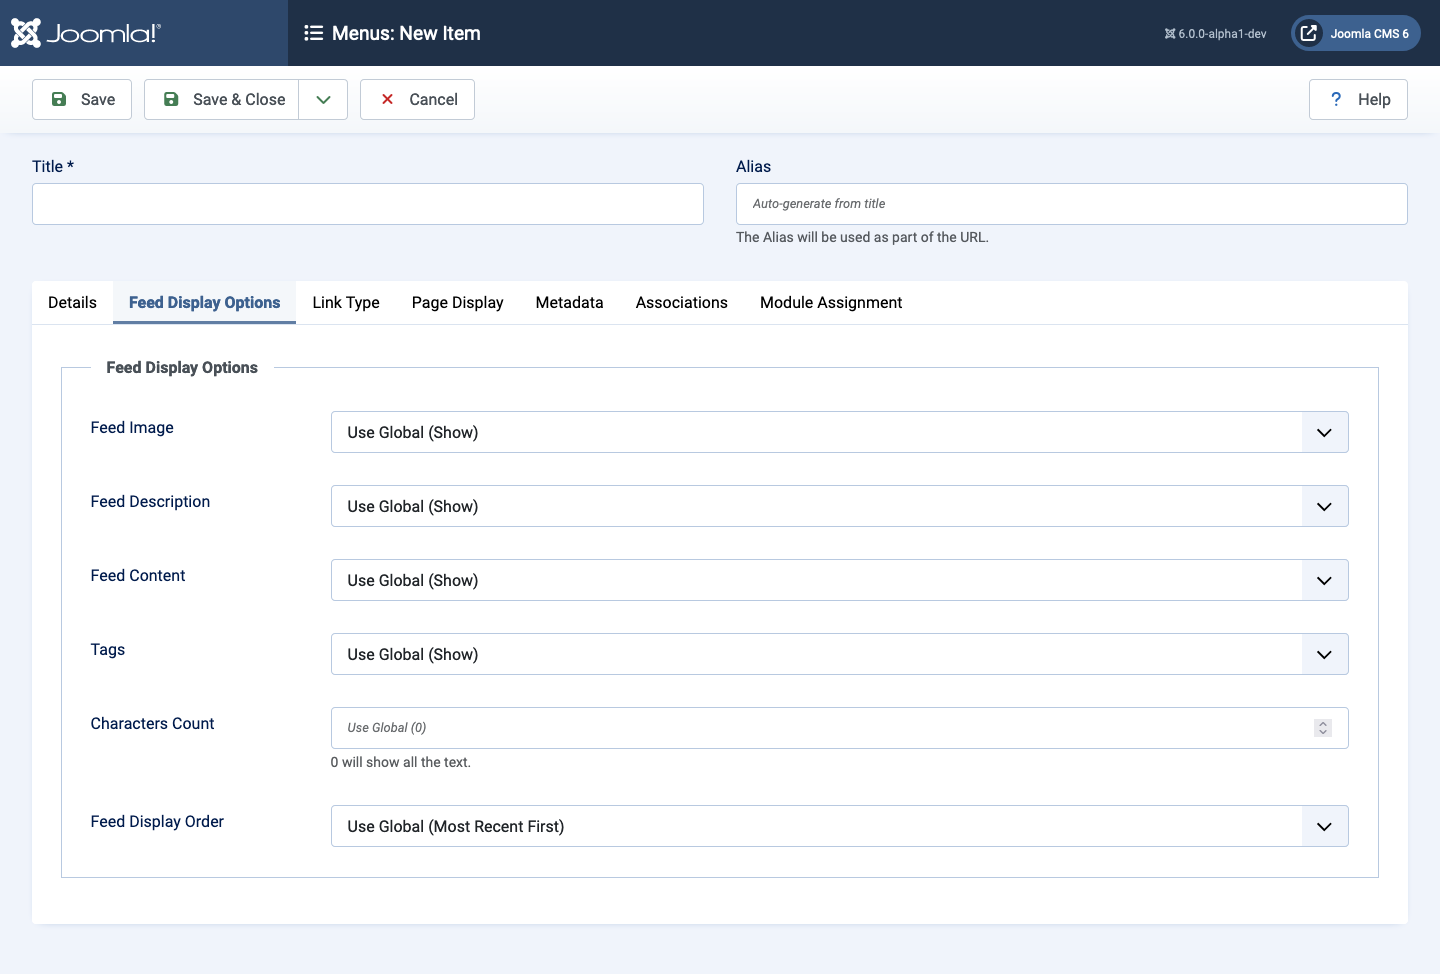 Joomla!®
Menus: New Item
6.0.0-alpha1-dev
Joomla CMS 6
Save
Save & Close
Cancel
? Help
Title *
Alias
Auto-generate from title
The Alias will be used as part of the URL.
Details Feed Display Options Link Type Page Display Metadata Associations Module Assignment
Feed Display Options
Feed Image
Use Global (Show)
Feed Description
Use Global (Show)
Feed Content
Use Global (Show)
Tags
Use Global (Show)
Characters Count
Use Global (0)
0 will show all the text.
Feed Display Order
Use Global (Most Recent First)